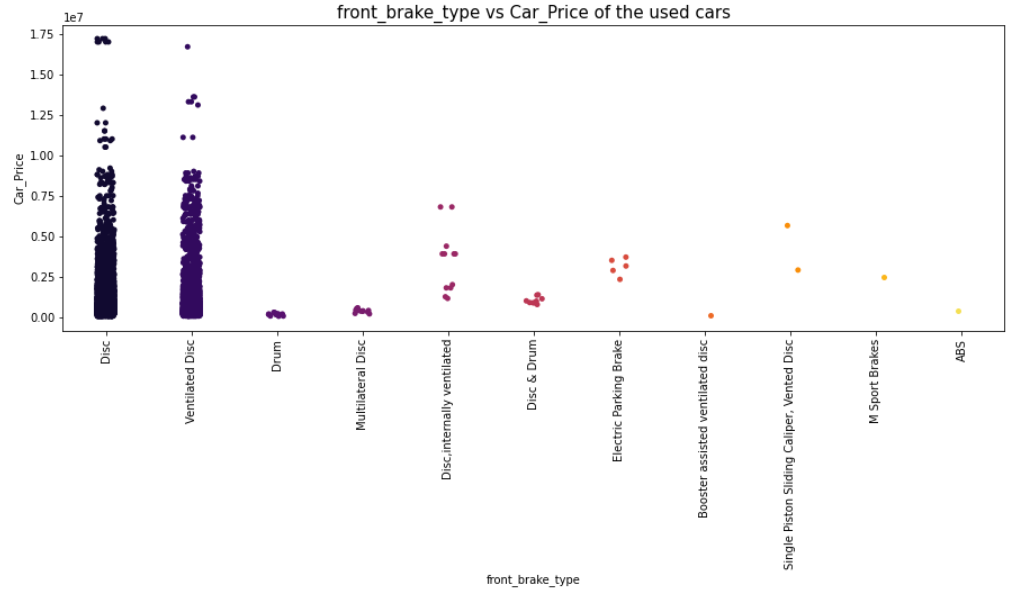 front_brake_type vs Car_Price of the used cars
1e7
1.75
1.50
1.25
1.00
0.75
0.50
0.25
0.00
Car_Price
Disc
Ventilated Disc
Drum
Multilateral Disc
Disc,internally ventilated
Disc & Drum
Electric Parking Brake
Booster assisted ventilated disc
Single Piston Sliding Caliper, Vented Disc
M Sport Brakes
ABS
front_brake_type